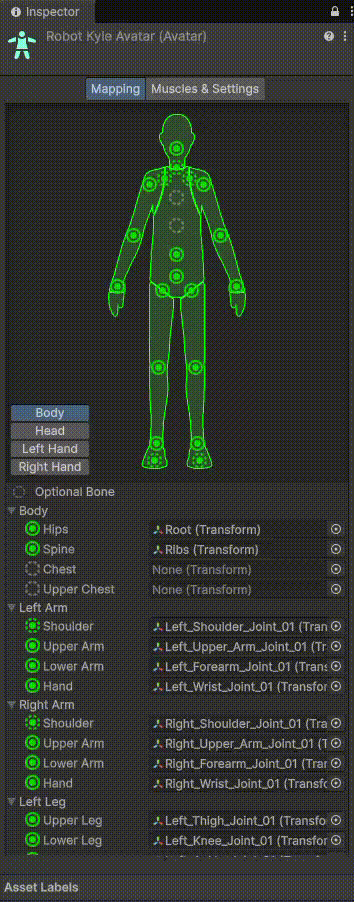 Inspector
Robot Kyle Avatar (Avatar)
Mapping Muscles & Settings
Body
Head
Left Hand
Right Hand
Optional Bone
Body
Hips Root (Transform)
Spine Ribs (Transform)
Chest None (Transform)
Upper Chest None (Transform)
Left Arm
Shoulder Left_Shoulder_Joint_01 (Tran
Upper Arm Left_Upper_Arm_Joint_01 (Tr
Lower Arm Left_Forearm_Joint_01 (Trans
Hand Left_Wrist_Joint_01 (Transfor
Right Arm
Shoulder Right_Shoulder_Joint_01 (Tra
Upper Arm Right_Upper_Arm_Joint_01 (T
Lower Arm Right_Forearm_Joint_01 (Tran
Hand Right_Wrist_Joint_01 (Transfo
Left Leg
Upper Leg Left_Thigh_Joint_01 (Transfo
Lower Leg Left_Knee_Joint_01 (Transfor
Asset Labels